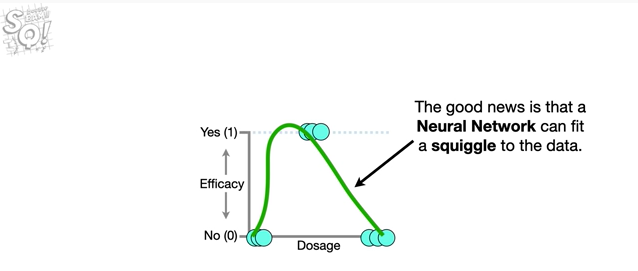 SQ!
The good news is that a
Neural Network can fit
a squiggle to the data.
Yes (1)
Efficacy
No (0)
Dosage